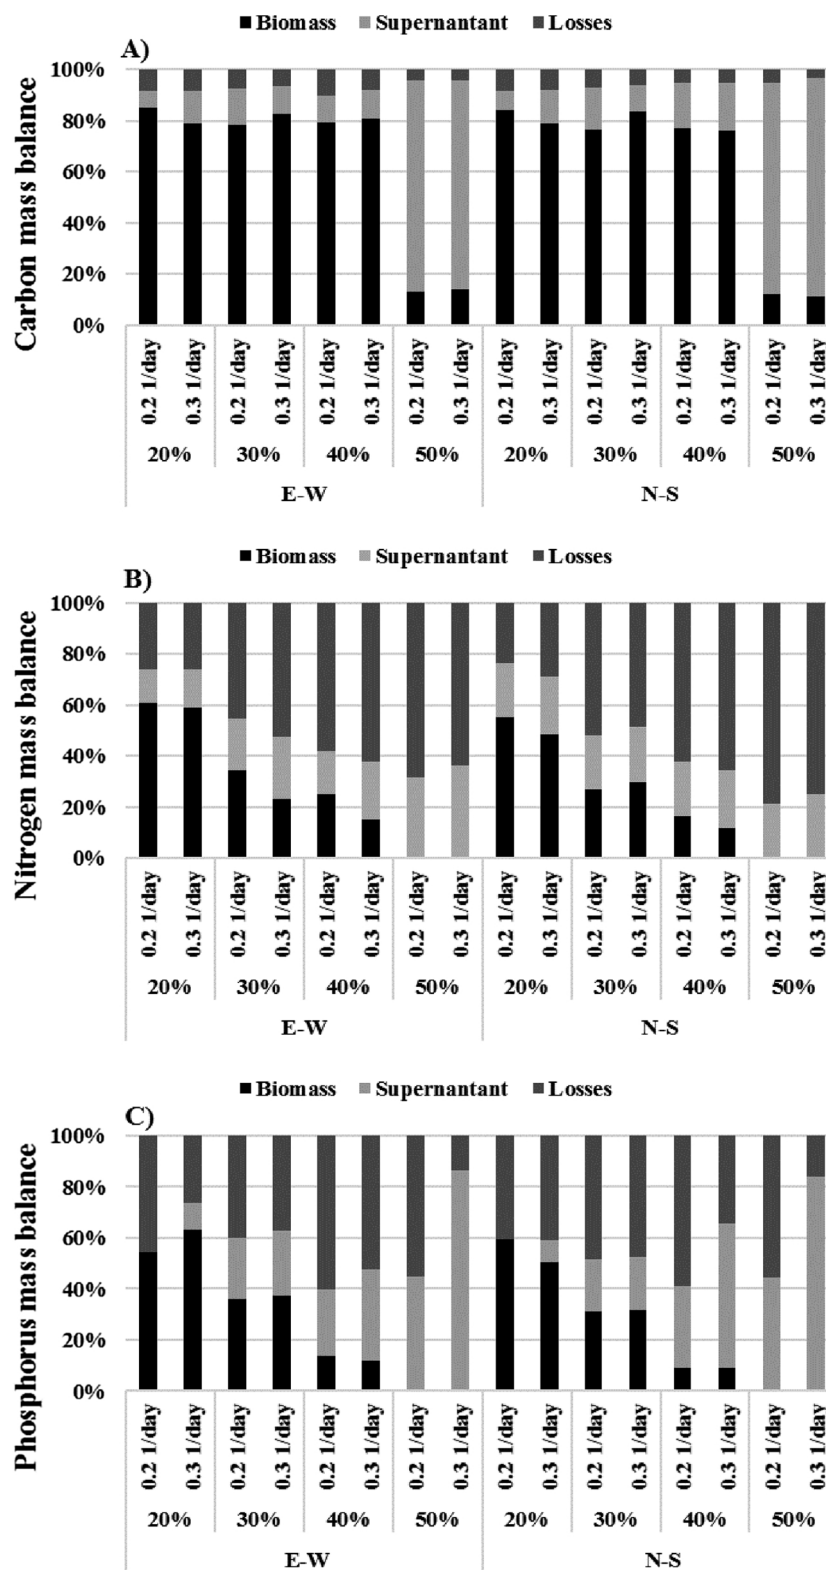 Biomass Supernantant Losses
A)
Carbon mass balance
100%
80%
60%
40%
20%
0%
0.2 1/day 0.3 1/day 0.2 1/day 0.3 1/day 0.2 1/day 0.3 1/day 0.2 1/day 0.3 1/day 0.2 1/day 0.3 1/day 0.2 1/day 0.3 1/day 0.2 1/day 0.3 1/day 0.2 1/day 0.3 1/day
20% 30% 40% 50% 20% 30% 40% 50%
E-W N-S
Biomass Supernantant Losses
B)
Nitrogen mass balance
100%
80%
60%
40%
20%
0%
0.2 1/day 0.3 1/day 0.2 1/day 0.3 1/day 0.2 1/day 0.3 1/day 0.2 1/day 0.3 1/day 0.2 1/day 0.3 1/day 0.2 1/day 0.3 1/day 0.2 1/day 0.3 1/day 0.2 1/day 0.3 1/day
20% 30% 40% 50% 20% 30% 40% 50%
E-W N-S
Biomass Supernantant Losses
C)
Phosphorus mass balance
100%
80%
60%
40%
20%
0%
0.2 1/day 0.3 1/day 0.2 1/day 0.3 1/day 0.2 1/day 0.3 1/day 0.2 1/day 0.3 1/day 0.2 1/day 0.3 1/day 0.2 1/day 0.3 1/day 0.2 1/day 0.3 1/day 0.2 1/day 0.3 1/day
20% 30% 40% 50% 20% 30% 40% 50%
E-W N-S